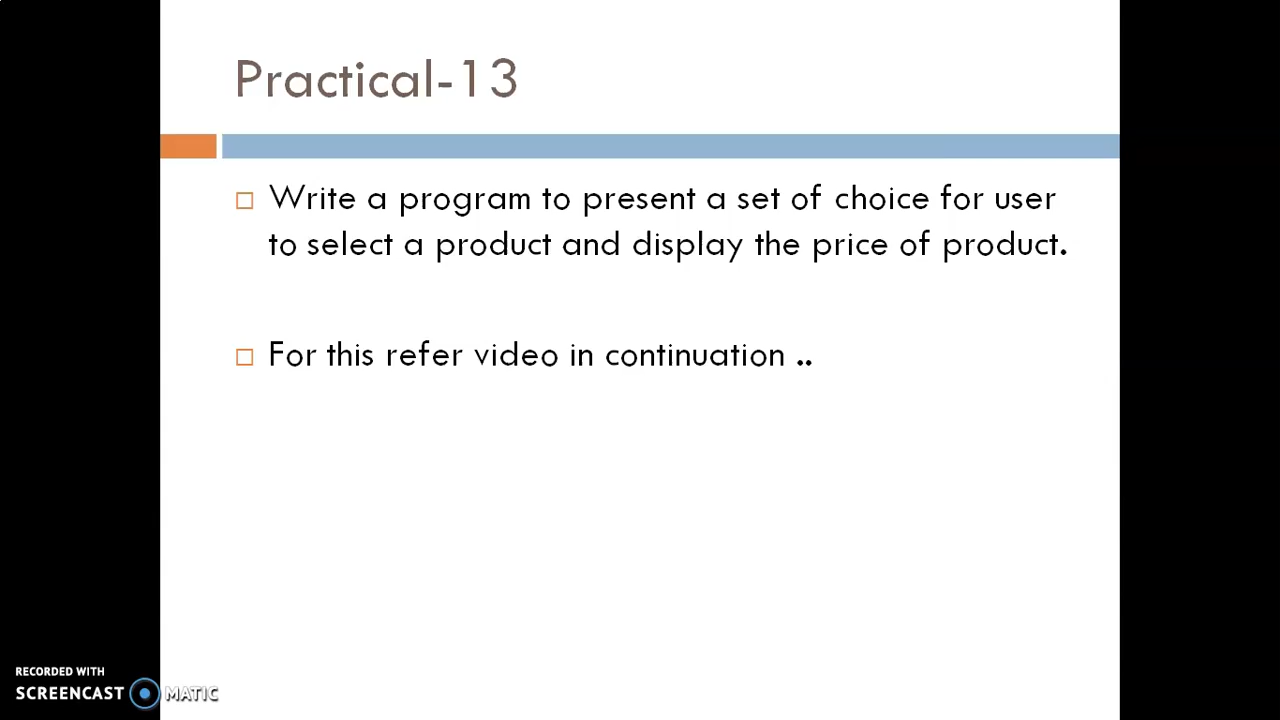 Practical-13
Write a program to present a set of choice for user
to select a product and display the price of product.
For this refer video in continuation ..
RECORDED WITH
SCREENCAST MATIC